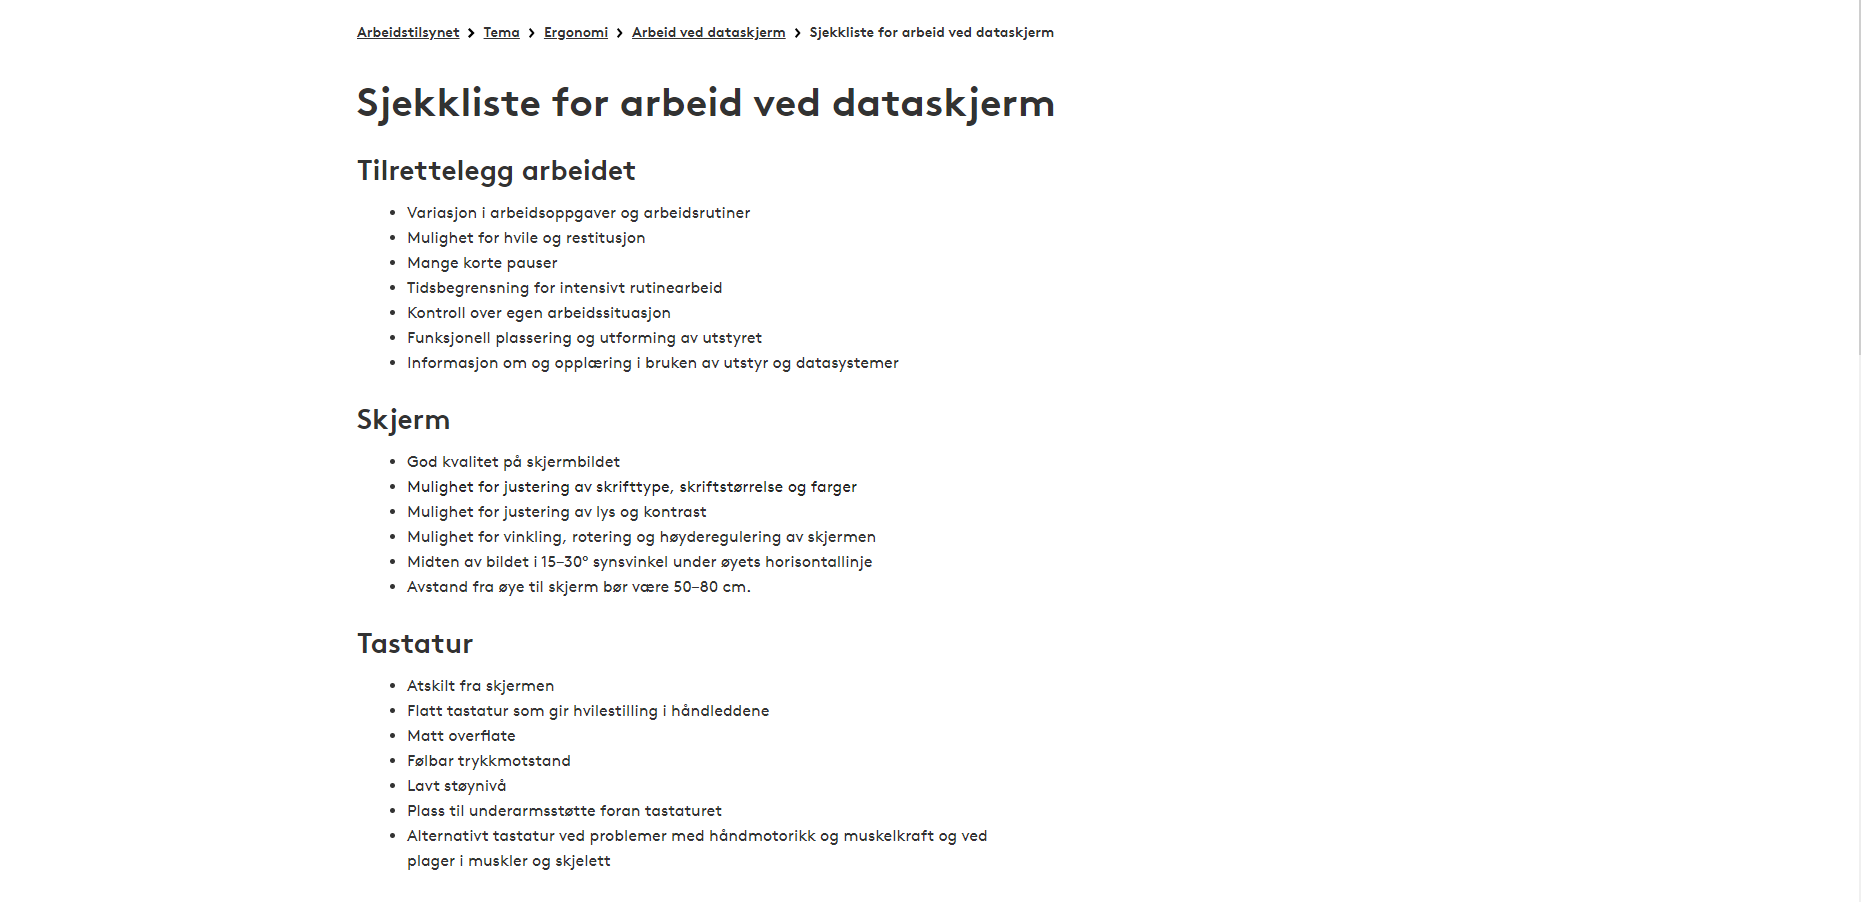 Arbeidstilsynet > Tema > Ergonomi > Arbeid ved dataskjerm > Sjekkliste for arbeid ved dataskjerm
Sjekkliste for arbeid ved dataskjerm
Tilrettelegg arbeidet
• Variasjon i arbeidsoppgaver og arbeidsrutiner
• Mulighet for hvile og restitusjon
• Mange korte pauser
• Tidsbegrensning for intensivt rutinearbeid
• Kontroll over egen arbeidssituasjon
• Funksjonell plassering og utforming av utstyret
• Informasjon om og opplæring i bruken av utstyr og datasystemer
Skjerm
• God kvalitet på skjermbildet
• Mulighet for justering av skrifttype, skriftstørrelse og farger
• Mulighet for justering av lys og kontrast
• Mulighet for vinkling, rotering og høyderegulering av skjermen
• Midten av bildet i 15–30° synsvinkel under øyets horisontallinje
• Avstand fra øye til skjerm bør være 50–80 cm.
Tastatur
• Atskilt fra skjermen
• Flatt tastatur som gir hvilestilling i håndleddene
• Matt overflate
• Følbar trykkmotstand
• Lavt støynivå
• Plass til underarmsstøtte foran tastaturet
• Alternativt tastatur ved problemer med håndmotorikk og muskelkraft og ved
plager i muskler og skjelett